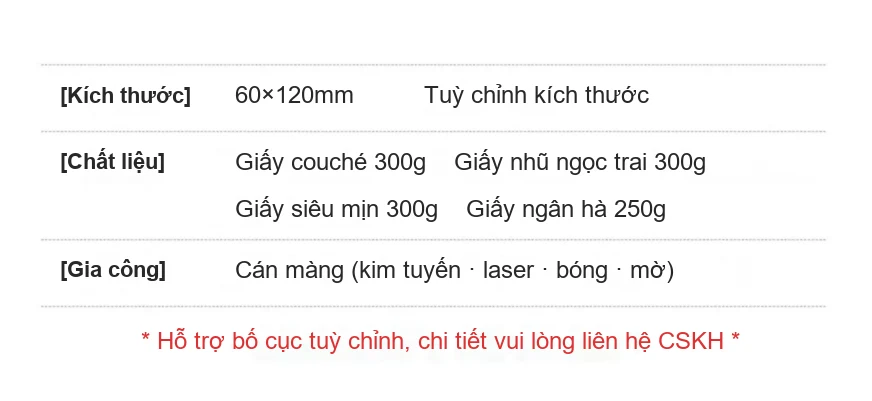 [Kích thước] 60×120mm Tuỳ chỉnh kích thước
[Chất liệu] Giấy couché 300g Giấy nhũ ngọc trai 300g
Giấy siêu mịn 300g Giấy ngân hà 250g
[Gia công] Cán màng (kim tuyến · laser · bóng · mờ)
* Hỗ trợ bố cục tuỳ chỉnh, chi tiết vui lòng liên hệ CSKH *